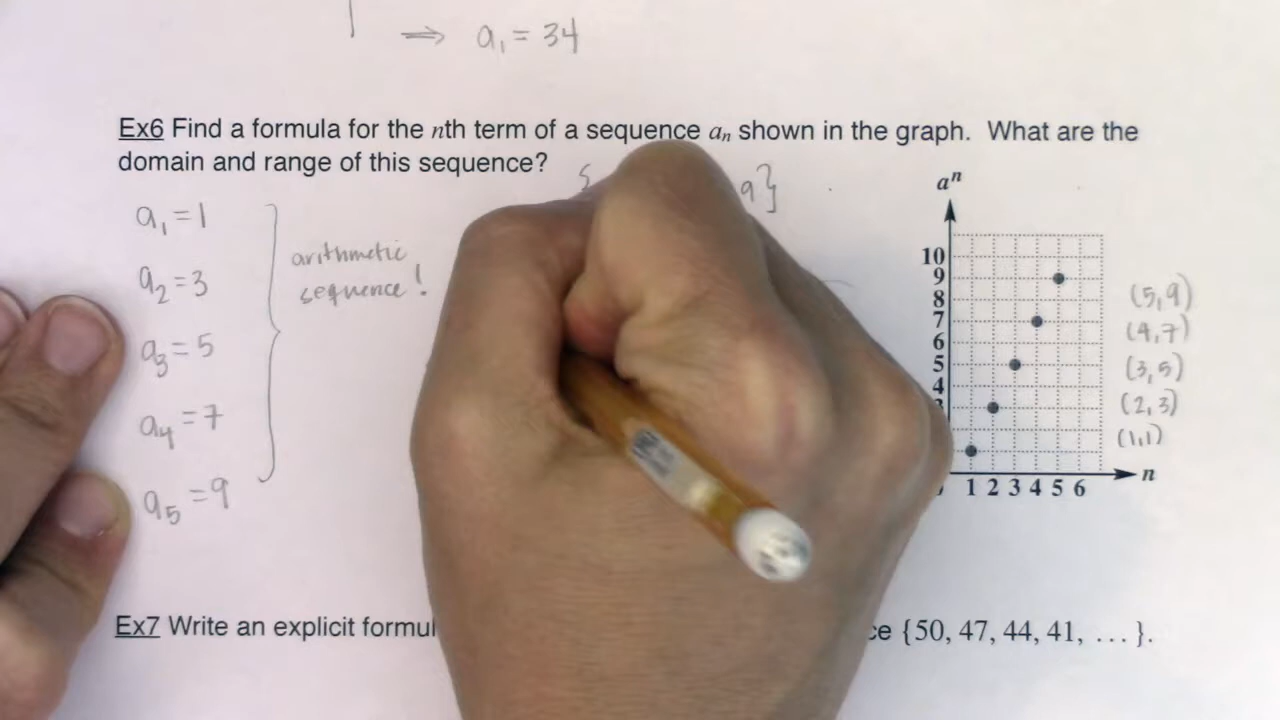 ⇒ a₁ = 34
Ex6 Find a formula for the nth term of a sequence aₙ shown in the graph. What are the
domain and range of this sequence?
{ 9}
a₁ = 1
a₂ = 3
a₃ = 5
a₄ = 7
a₅ = 9
arithmetic
sequence!
aⁿ
10
9
8
7
6
5
4
1 2 3 4 5 6
n
(5,9)
(4,7)
(3,5)
(2,3)
(1,1)
Ex7 Write an explicit {50, 47, 44, 41, … }.